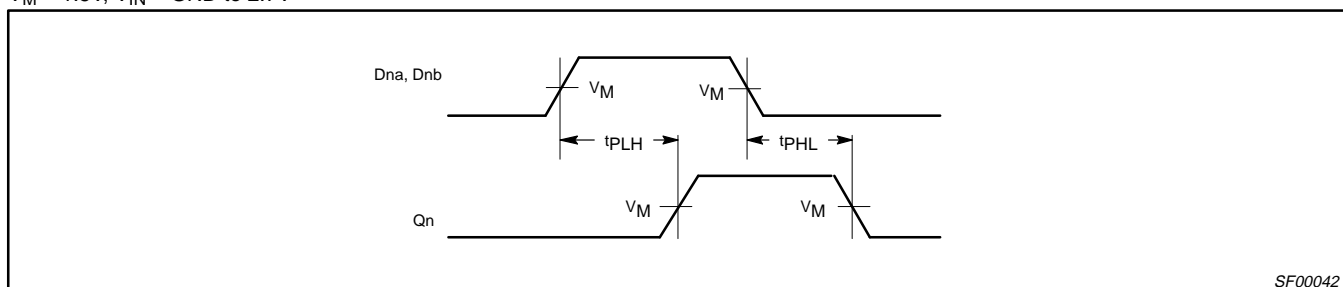 Dna, Dnb
VM
VM
tPLH
tPHL
VM
VM
Qn
SF00042